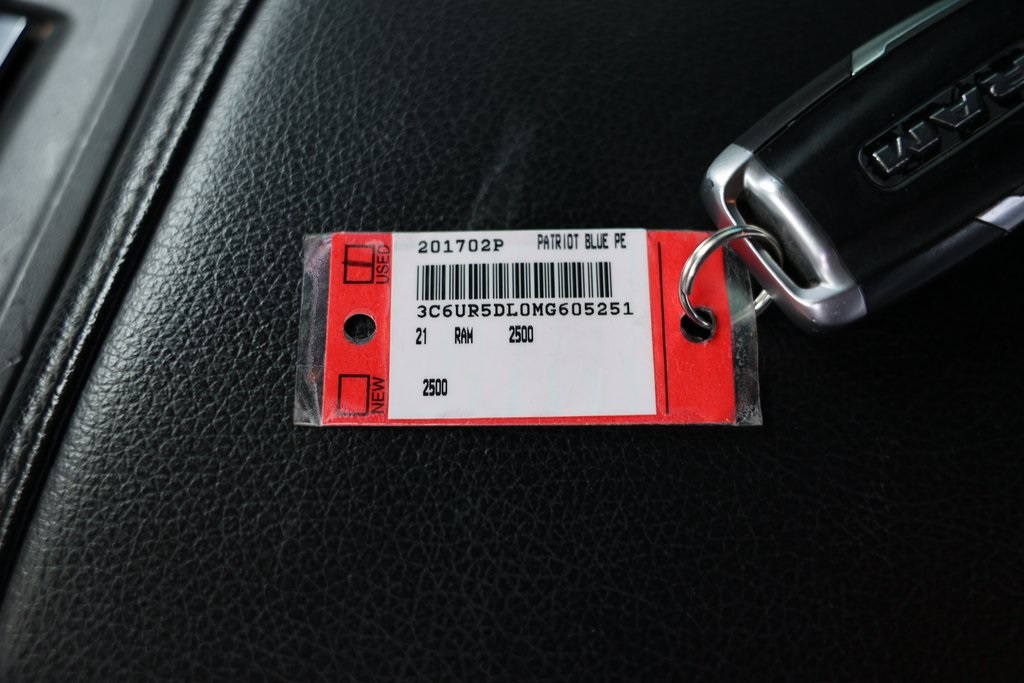 201702P PATRIOT BLUE PE
3C6UR5DL0MG605251
21 RAM 2500
2500
USED
NEW
RAM